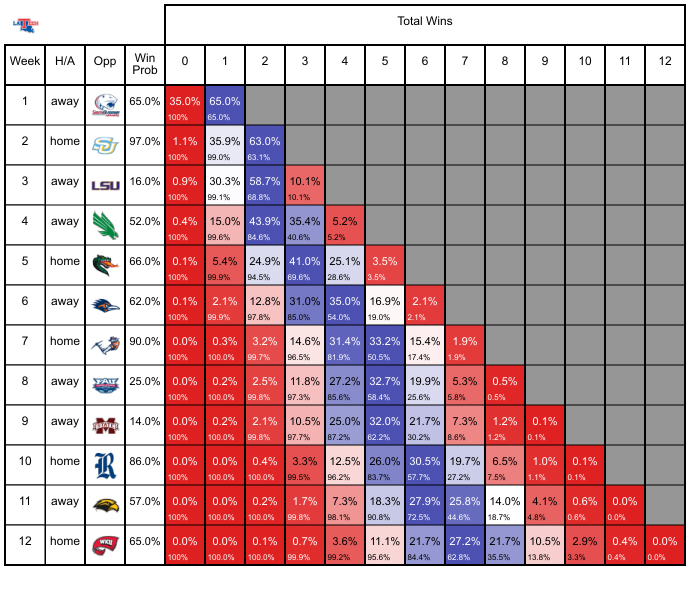 Total Wins
Week H/A Opp Win Prob 0 1 2 3 4 5 6 7 8 9 10 11 12
1 away 65.0% 35.0% 65.0%
100% 65.0%
2 home 97.0% 1.1% 35.9% 63.0%
100% 99.0% 63.1%
3 away LSU 16.0% 0.9% 30.3% 58.7% 10.1%
100% 99.1% 68.8% 10.1%
4 away 52.0% 0.4% 15.0% 43.9% 35.4% 5.2%
100% 99.6% 84.6% 40.6% 5.2%
5 home 66.0% 0.1% 5.4% 24.9% 41.0% 25.1% 3.5%
100% 99.9% 94.5% 69.6% 28.6% 3.5%
6 away 62.0% 0.1% 2.1% 12.8% 31.0% 35.0% 16.9% 2.1%
100% 99.9% 97.8% 85.0% 54.0% 19.0% 2.1%
7 home 90.0% 0.0% 0.3% 3.2% 14.6% 31.4% 33.2% 15.4% 1.9%
100% 100.0% 99.7% 96.5% 81.9% 50.5% 17.4% 1.9%
8 away FAU 25.0% 0.0% 0.2% 2.5% 11.8% 27.2% 32.7% 19.9% 5.3% 0.5%
100% 100.0% 99.8% 97.3% 85.6% 58.4% 25.6% 5.8% 0.5%
9 away 14.0% 0.0% 0.2% 2.1% 10.5% 25.0% 32.0% 21.7% 7.3% 1.2% 0.1%
100% 100.0% 99.8% 97.7% 87.2% 62.2% 30.2% 8.6% 1.2% 0.1%
10 home R 86.0% 0.0% 0.0% 0.4% 3.3% 12.5% 26.0% 30.5% 19.7% 6.5% 1.0% 0.1%
100% 100.0% 100.0% 99.5% 96.2% 83.7% 57.7% 27.2% 7.5% 1.1% 0.1%
11 away 57.0% 0.0% 0.0% 0.2% 1.7% 7.3% 18.3% 27.9% 25.8% 14.0% 4.1% 0.6% 0.0%
100% 100.0% 100.0% 99.8% 98.1% 90.8% 72.5% 44.6% 18.7% 4.8% 0.6% 0.0%
12 home WKU 65.0% 0.0% 0.0% 0.1% 0.7% 3.6% 11.1% 21.7% 27.2% 21.7% 10.5% 2.9% 0.4% 0.0%
100% 100.0% 100.0% 99.9% 99.2% 95.6% 84.4% 62.8% 35.5% 13.8% 3.3% 0.4% 0.0%